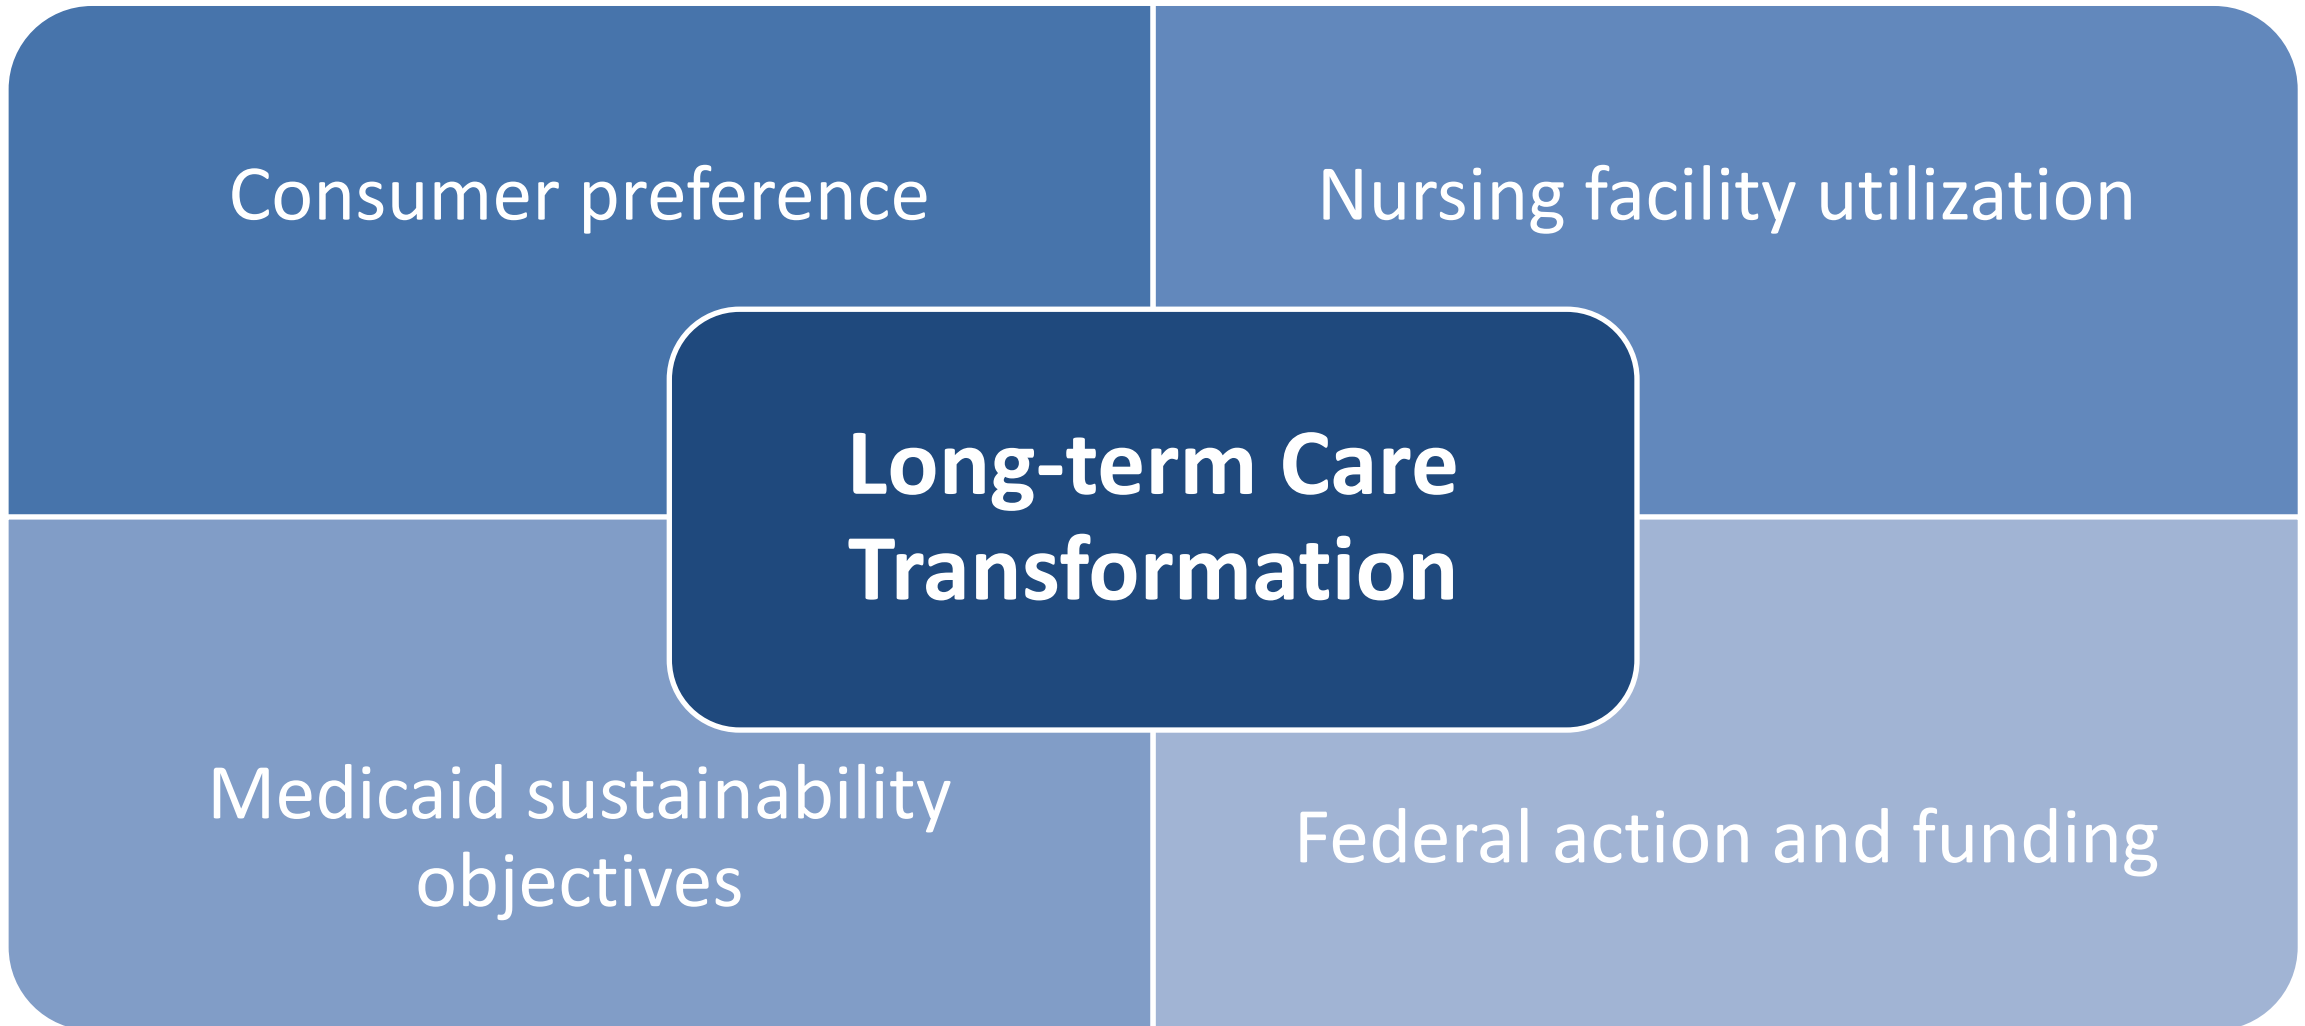 Consumer preference
Nursing facility utilization
Long-term Care
Transformation
Medicaid sustainability
objectives
Federal action and funding